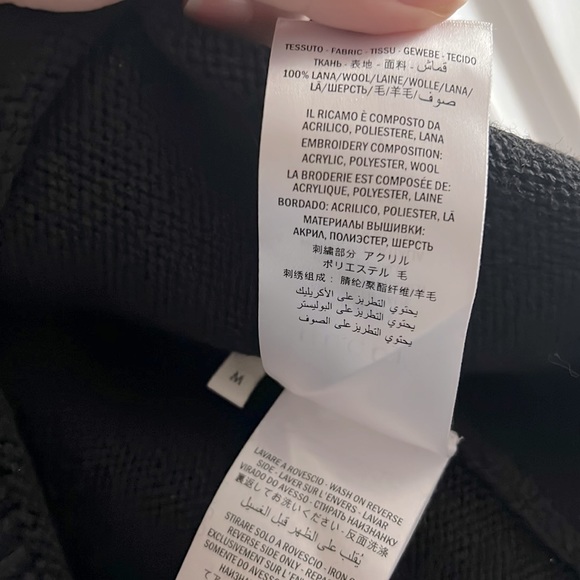 TESSUTO - FABRIC - TISSU - GEWEBE - TECIDO
ТКАНЬ - 表地 - 面料 - قماش
100% LANA/WOOL/LAINE/WOLLE/LANA/
LÃ/ШЕРСТЬ/毛/羊毛/صوف
IL RICAMO È COMPOSTO DA
ACRILICO, POLIESTERE, LANA
EMBROIDERY COMPOSITION:
ACRYLIC, POLYESTER, WOOL
LA BRODERIE EST COMPOSÉE DE:
ACRYLIQUE, POLYESTER, LAINE
BORDADO: ACRILICO, POLIESTER, LÃ
МАТЕРИАЛЫ ВЫШИВКИ:
АКРИЛ, ПОЛИЭСТЕР, ШЕРСТЬ
刺繍部分 アクリル
ポリエステル 毛
刺绣组成: 腈纶/聚酯纤维/羊毛
يحتوي التطريز على الأكريليك
يحتوي التطريز على البوليستر
يحتوي التطريز على الصوف
M
LAVARE A ROVESCIO - WASH ON REVERSE
SIDE - LAVER SUR L'ENVERS - LAVAR
VIRADO DO AVESSO - СТИРАТЬ НАИЗНАНКУ
裏返してお洗いください - 反面洗涤
يُقلب على الظهر قبل الغسيل
STIRARE SOLO A ROVESCIO - IRON
REVERSE SIDE ONLY - REPASSER
EXCLUSIVEMENT SUR L'ENVERS
SOMENTE DO AVESSO